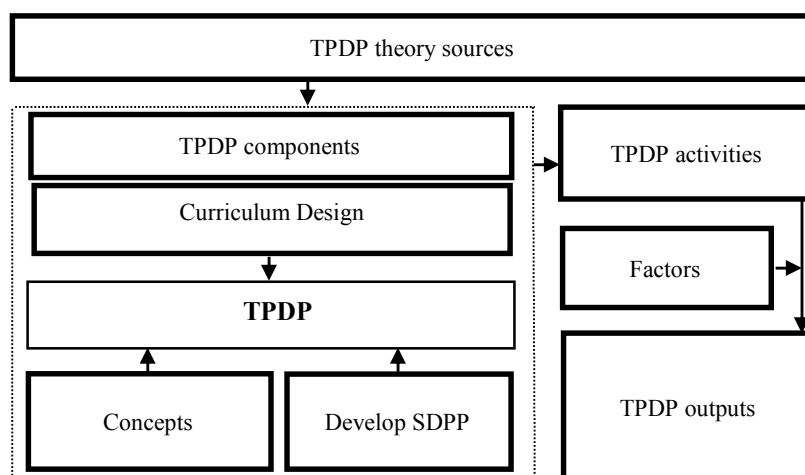 TPDP theory sources
TPDP components
TPDP activities
Curriculum Design
Factors
TPDP
TPDP outputs
Concepts
Develop SDPP